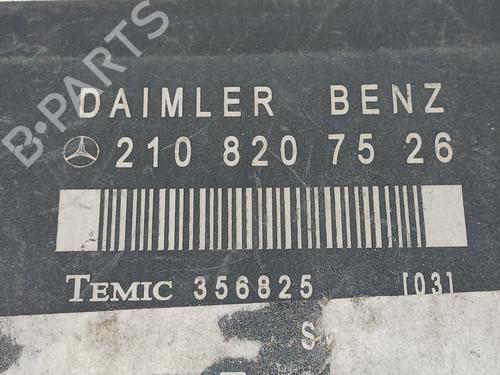 B-PARTS
DAIMLER BENZ
210 820 75 26
TEMIC 356825 [03]
S